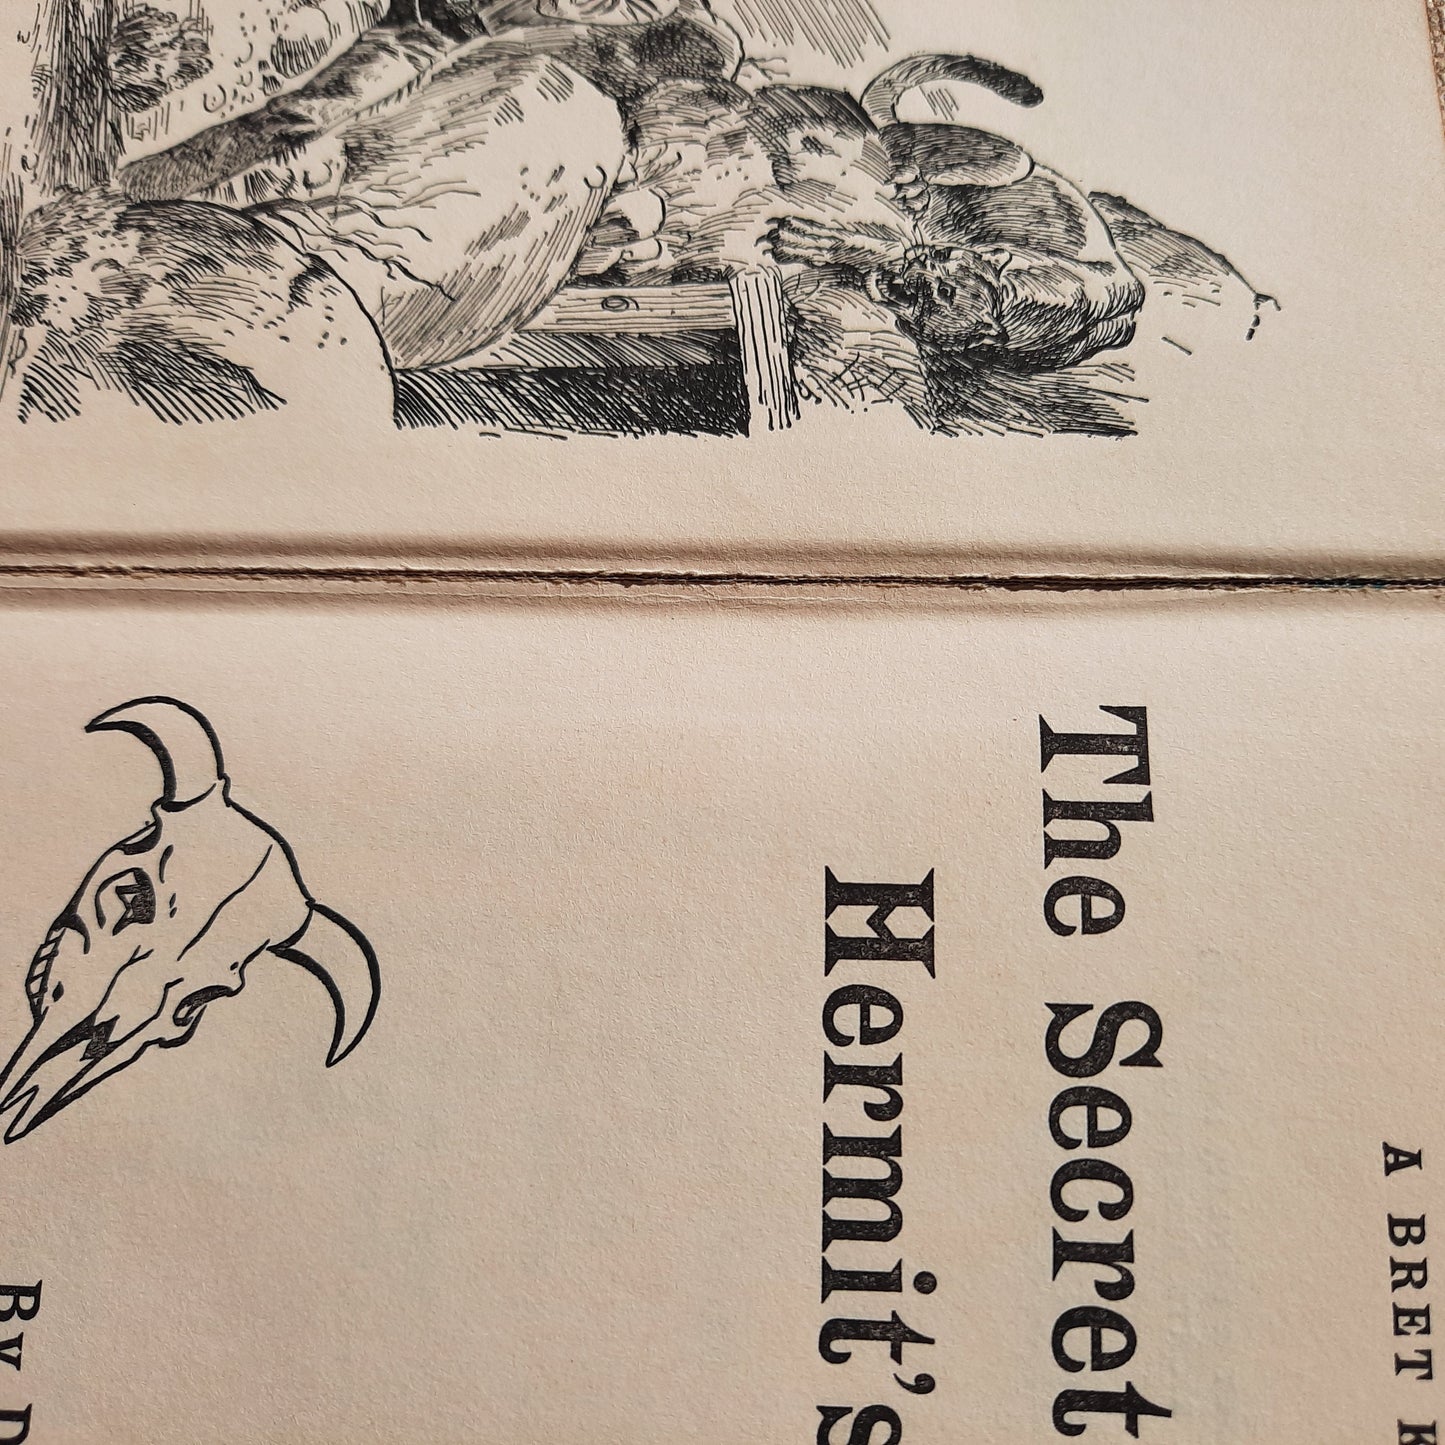 A BRET K
The Secret
Hermit's
BY D